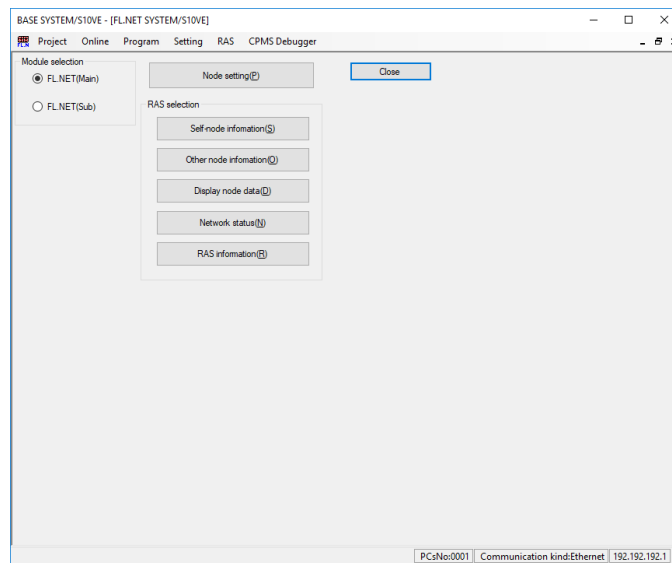 BASE SYSTEM/S10VE - [FL.NET SYSTEM/S10VE]
Project Online Program Setting RAS CPMS Debugger
Module selection
FL.NET(Main)
FL.NET(Sub)
Node setting(P)
Close
RAS selection
Self-node infomation(S)
Other node infomation(O)
Display node data(D)
Network status(N)
RAS information(R)
PCsNo:0001 Communication kind:Ethernet 192.192.192.1